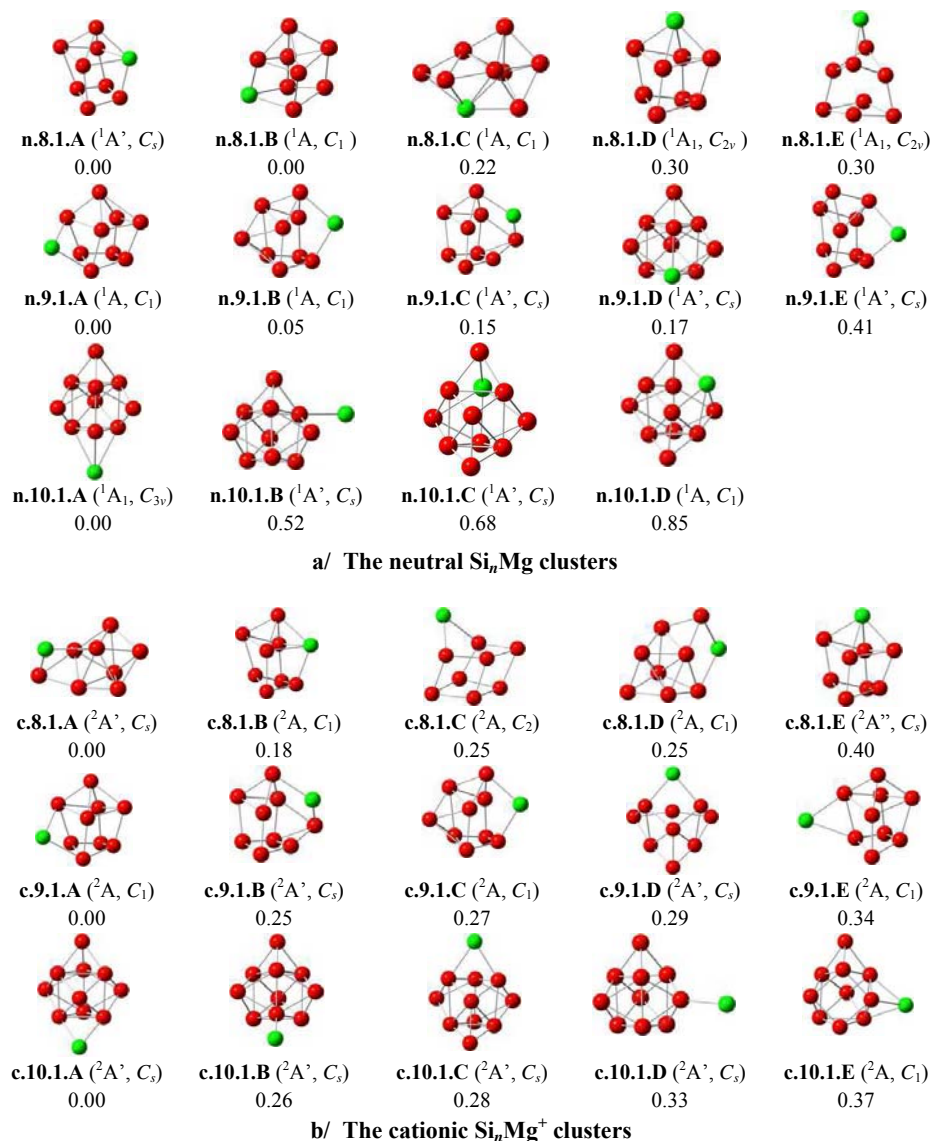 n.8.1.A (¹A’, Cₛ) n.8.1.B (¹A, C₁) n.8.1.C (¹A, C₁ ) n.8.1.D (¹A₁, C₂ᵥ ) n.8.1.E (¹A₁, C₂ᵥ)
0.00 0.00 0.22 0.30 0.30
n.9.1.A (¹A, C₁) n.9.1.B (¹A, C₁) n.9.1.C (¹A’, Cₛ) n.9.1.D (¹A’, Cₛ) n.9.1.E (¹A’, Cₛ)
0.00 0.05 0.15 0.17 0.41
n.10.1.A (¹A₁, C₃ᵥ) n.10.1.B (¹A’, Cₛ) n.10.1.C (¹A’, Cₛ) n.10.1.D (¹A, C₁)
0.00 0.52 0.68 0.85
a/ The neutral SiₙMg clusters
c.8.1.A (²A’, Cₛ) c.8.1.B (²A, C₁) c.8.1.C (²A, C₂) c.8.1.D (²A, C₁) c.8.1.E (²A”, Cₛ)
0.00 0.18 0.25 0.25 0.40
c.9.1.A (²A, C₁) c.9.1.B (²A’, Cₛ) c.9.1.C (²A, C₁) c.9.1.D (²A’, Cₛ) c.9.1.E (²A, C₁)
0.00 0.25 0.27 0.29 0.34
c.10.1.A (²A’, Cₛ) c.10.1.B (²A’, Cₛ) c.10.1.C (²A’, Cₛ) c.10.1.D (²A’, Cₛ) c.10.1.E (²A, C₁)
0.00 0.26 0.28 0.33 0.37
b/ The cationic SiₙMg⁺ clusters